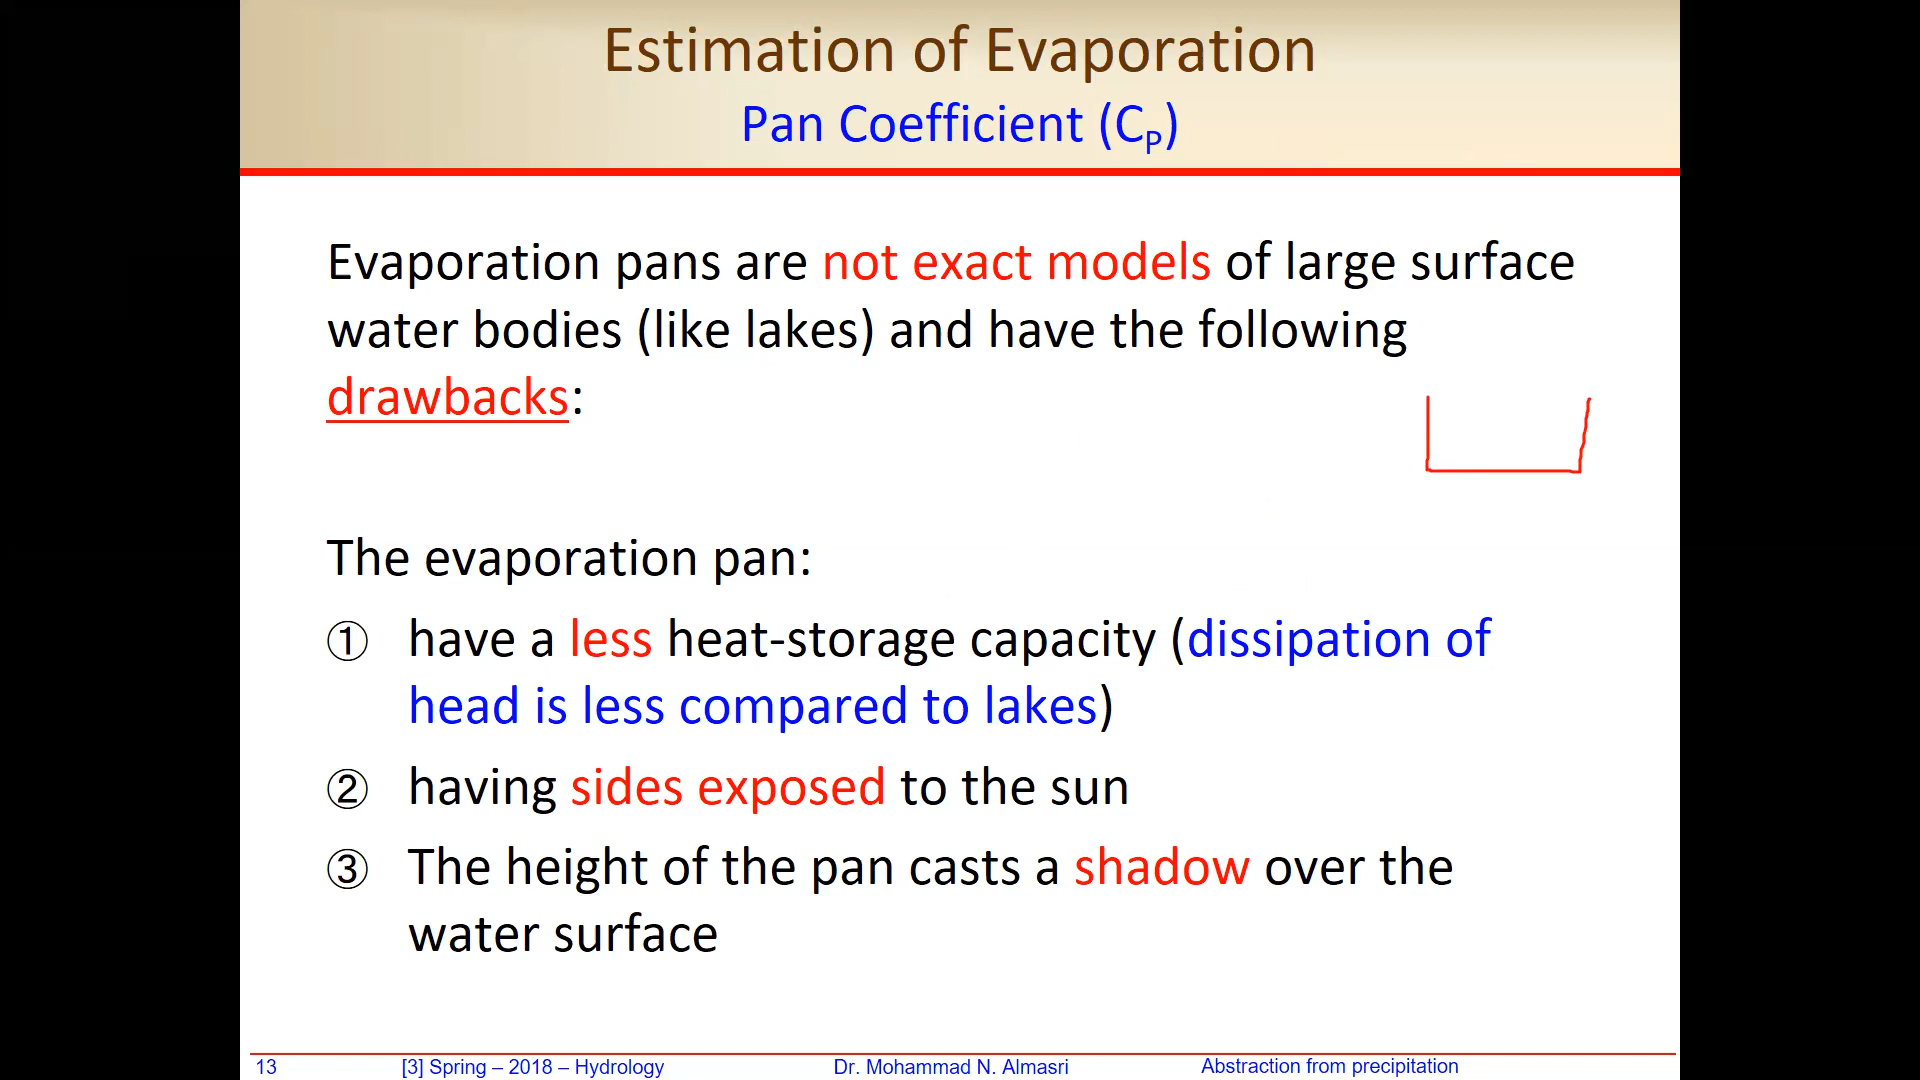 Estimation of Evaporation
Pan Coefficient (CP)
Evaporation pans are not exact models of large surface
water bodies (like lakes) and have the following
drawbacks:
The evaporation pan:
① have a less heat-storage capacity (dissipation of
head is less compared to lakes)
② having sides exposed to the sun
③ The height of the pan casts a shadow over the
water surface
13 [3] Spring – 2018 – Hydrology Dr. Mohammad N. Almasri Abstraction from precipitation